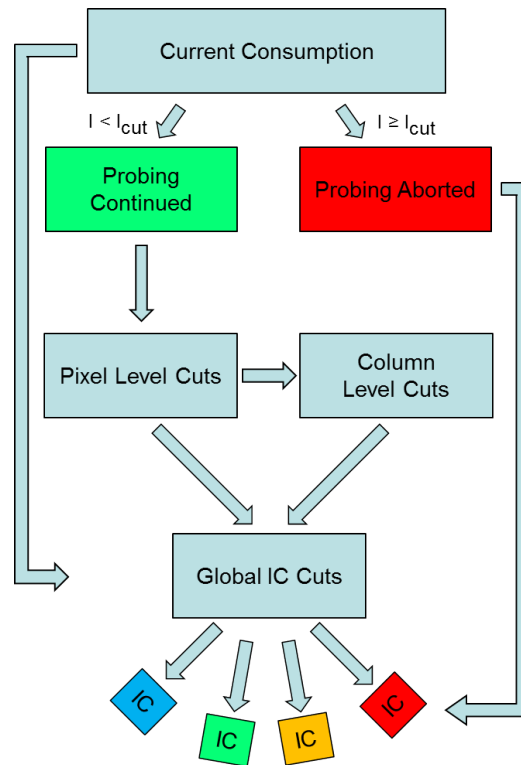 Current Consumption
I < Icut
I ≥ Icut
Probing
Continued
Probing Aborted
Pixel Level Cuts
Column
Level Cuts
Global IC Cuts
IC
IC
IC
IC